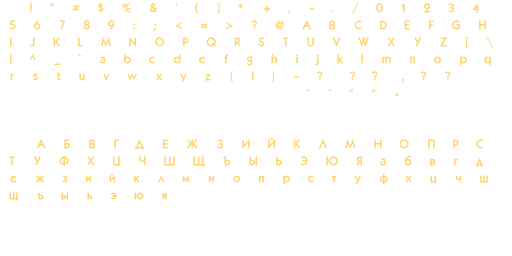 ! " # $ % & ' ( ) * + , - . / 0 1 2 3 4
5 6 7 8 9 : ; < = > ? @ A B C D E F G H
I J K L M N O P Q R S T U V W X Y Z [ \
] ^ _ ` a b c d e f g h i j k l m n o p q
r s t u v w x y z { | } ~ ? ? ? , ? ? ...
` ` " " -
А Б В Г Д Е Ж З И Й К Л М Н О П Р С
Т У Ф Х Ц Ч Ш Щ Ъ Ы Ь Э Ю Я а б в г д
е ж з и й к л м н о п р с т у ф х ц ч ш
щ ъ ы ь э ю я